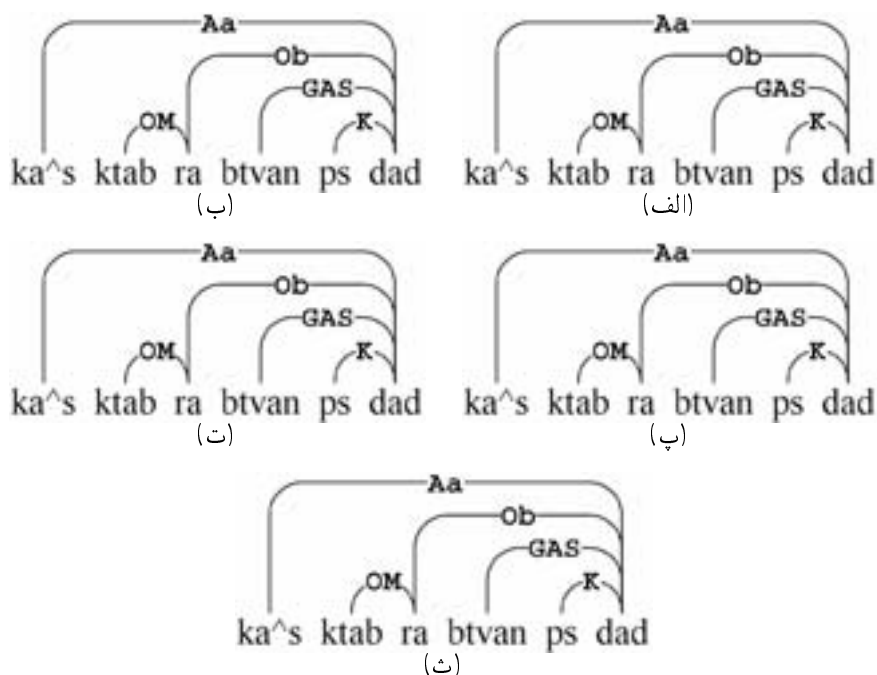 Aa Aa
Ob Ob
GAS GAS
OM K OM K
ka^s ktab ra btvan ps dad ka^s ktab ra btvan ps dad
(ب) (الف)
Aa Aa
Ob Ob
GAS GAS
OM K OM K
ka^s ktab ra btvan ps dad ka^s ktab ra btvan ps dad
(ت) (پ)
Aa
Ob
GAS
OM K
ka^s ktab ra btvan ps dad
(ث)